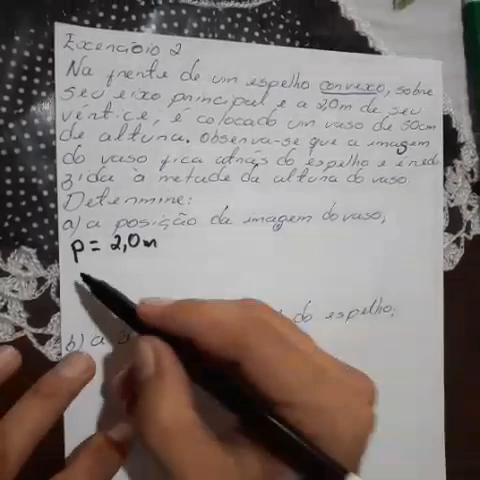 Exercício 2
Na frente de um espelho convexo, sobre
seu eixo principal e a 2,0m de seu
vértice, é colocado um vaso de 30cm
de altura. Observa-se que a imagem
do vaso fica atrás do espelho e é redu
zida à metade da altura do vaso
Determine:
a) a posição da imagem do vaso,
p = 2,0m
do espelho;
b) a